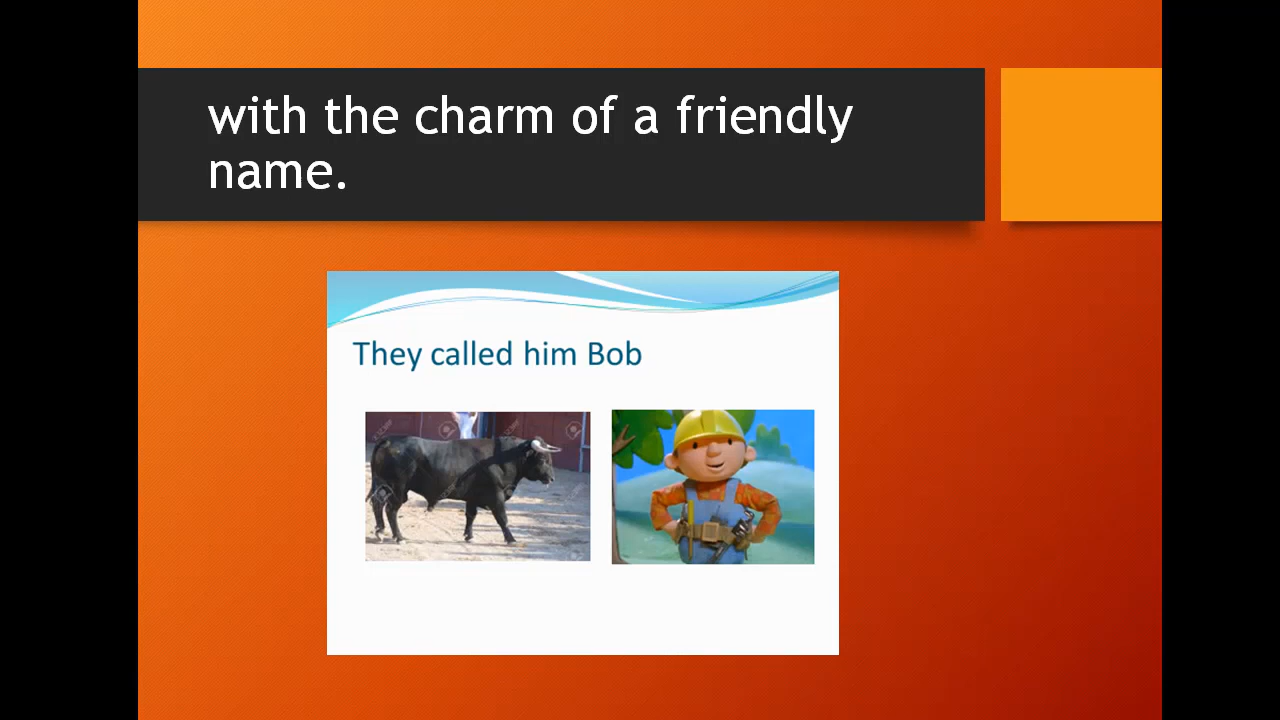 with the charm of a friendly
name.
They called him Bob